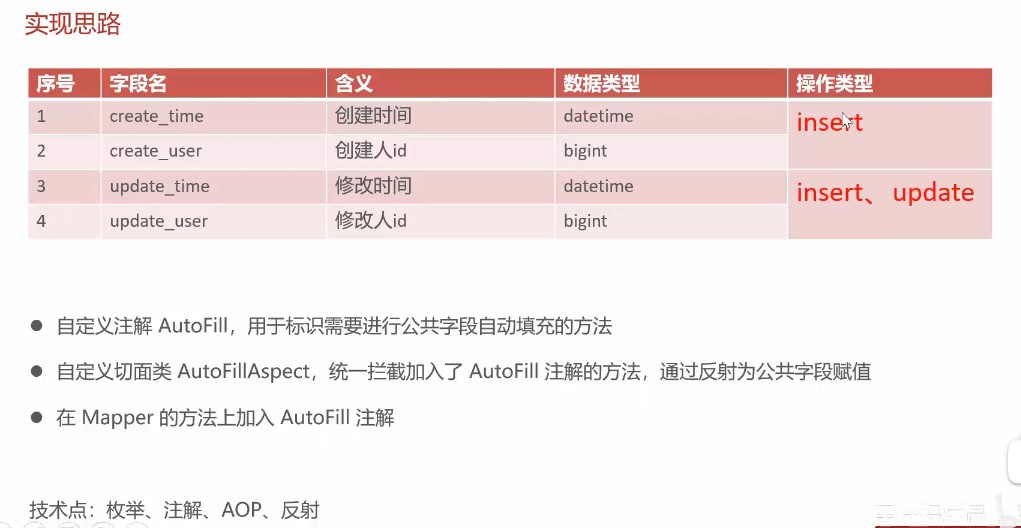 实现思路
序号 字段名 含义 数据类型 操作类型
1 create_time 创建时间 datetime insert
2 create_user 创建人id bigint
3 update_time 修改时间 datetime insert、update
4 update_user 修改人id bigint
● 自定义注解 AutoFill，用于标识需要进行公共字段自动填充的方法
● 自定义切面类 AutoFillAspect，统一拦截加入了 AutoFill 注解的方法，通过反射为公共字段赋值
● 在 Mapper 的方法上加入 AutoFill 注解
技术点：枚举、注解、AOP、反射